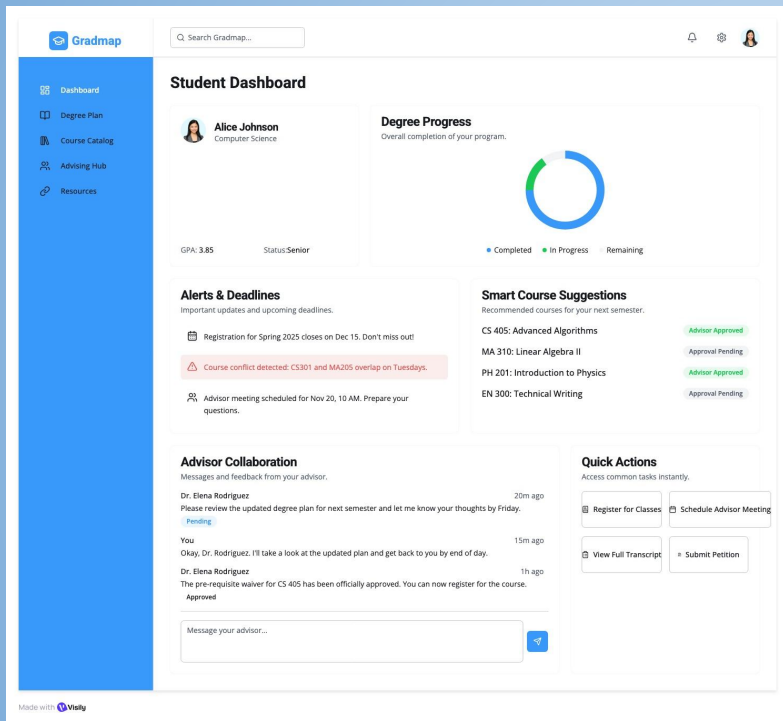 Gradmap
Search Gradmap...
Dashboard
Degree Plan
Course Catalog
Advising Hub
Resources
Student Dashboard
Alice Johnson
Computer Science
GPA: 3.85
Status:Senior
Degree Progress
Overall completion of your program.
Completed
In Progress
Remaining
Alerts & Deadlines
Important updates and upcoming deadlines.
Registration for Spring 2025 closes on Dec 15. Don't miss out!
Course conflict detected: CS301 and MA205 overlap on Tuesdays.
Advisor meeting scheduled for Nov 20, 10 AM. Prepare your
questions.
Smart Course Suggestions
Recommended courses for your next semester.
CS 405: Advanced Algorithms
Advisor Approved
MA 310: Linear Algebra II
Approval Pending
PH 201: Introduction to Physics
Advisor Approved
EN 300: Technical Writing
Approval Pending
Advisor Collaboration
Messages and feedback from your advisor.
Dr. Elena Rodriguez
20m ago
Please review the updated degree plan for next semester and let me know your thoughts by Friday.
Pending
You
15m ago
Okay, Dr. Rodriguez. I'll take a look at the updated plan and get back to you by end of day.
Dr. Elena Rodriguez
1h ago
The pre-requisite waiver for CS 405 has been officially approved. You can now register for the course.
Approved
Message your advisor...
Quick Actions
Access common tasks instantly.
Register for Classes
Schedule Advisor Meeting
View Full Transcript
Submit Petition
Made with Visily